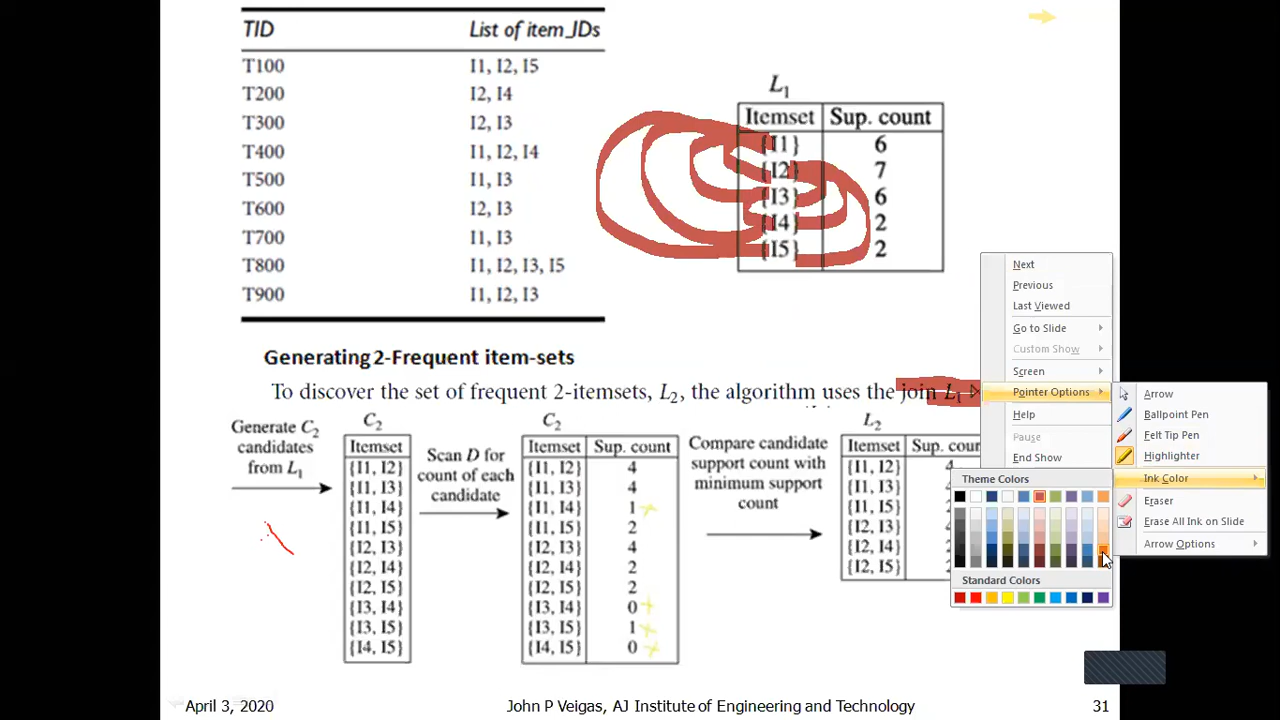 TID List of item_IDs
T100 I1, I2, I5
T200 I2, I4
T300 I2, I3
T400 I1, I2, I4
T500 I1, I3
T600 I2, I3
T700 I1, I3
T800 I1, I2, I3, I5
T900 I1, I2, I3
L1
Itemset Sup. count
{I1} 6
{I2} 7
{I3} 6
{I4} 2
{I5} 2
Generating 2-Frequent item-sets
To discover the set of frequent 2-itemsets, L2, the algorithm uses the join L1
Generate C2
candidates
from L1
C2
Itemset
{I1, I2}
{I1, I3}
{I1, I4}
{I1, I5}
{I2, I3}
{I2, I4}
{I2, I5}
{I3, I4}
{I3, I5}
{I4, I5}
Scan D for
count of each
candidate
C2
Itemset Sup. count
{I1, I2} 4
{I1, I3} 4
{I1, I4} 1
{I1, I5} 2
{I2, I3} 4
{I2, I4} 2
{I2, I5} 2
{I3, I4} 0
{I3, I5} 1
{I4, I5} 0
Compare candidate
support count with
minimum support
count
L2
Itemset Sup.
{I1, I2}
{I1, I3}
{I1, I5}
{I2, I3}
{I2, I4}
{I2, I5}
Next
Previous
Last Viewed
Go to Slide
Custom Show
Screen
Pointer Options
Help
Pause
End Show
Arrow
Ballpoint Pen
Felt Tip Pen
Highlighter
Ink Color
Eraser
Erase All Ink on Slide
Arrow Options
Theme Colors
Standard Colors
April 3, 2020 John P Veigas, AJ Institute of Engineering and Technology 31